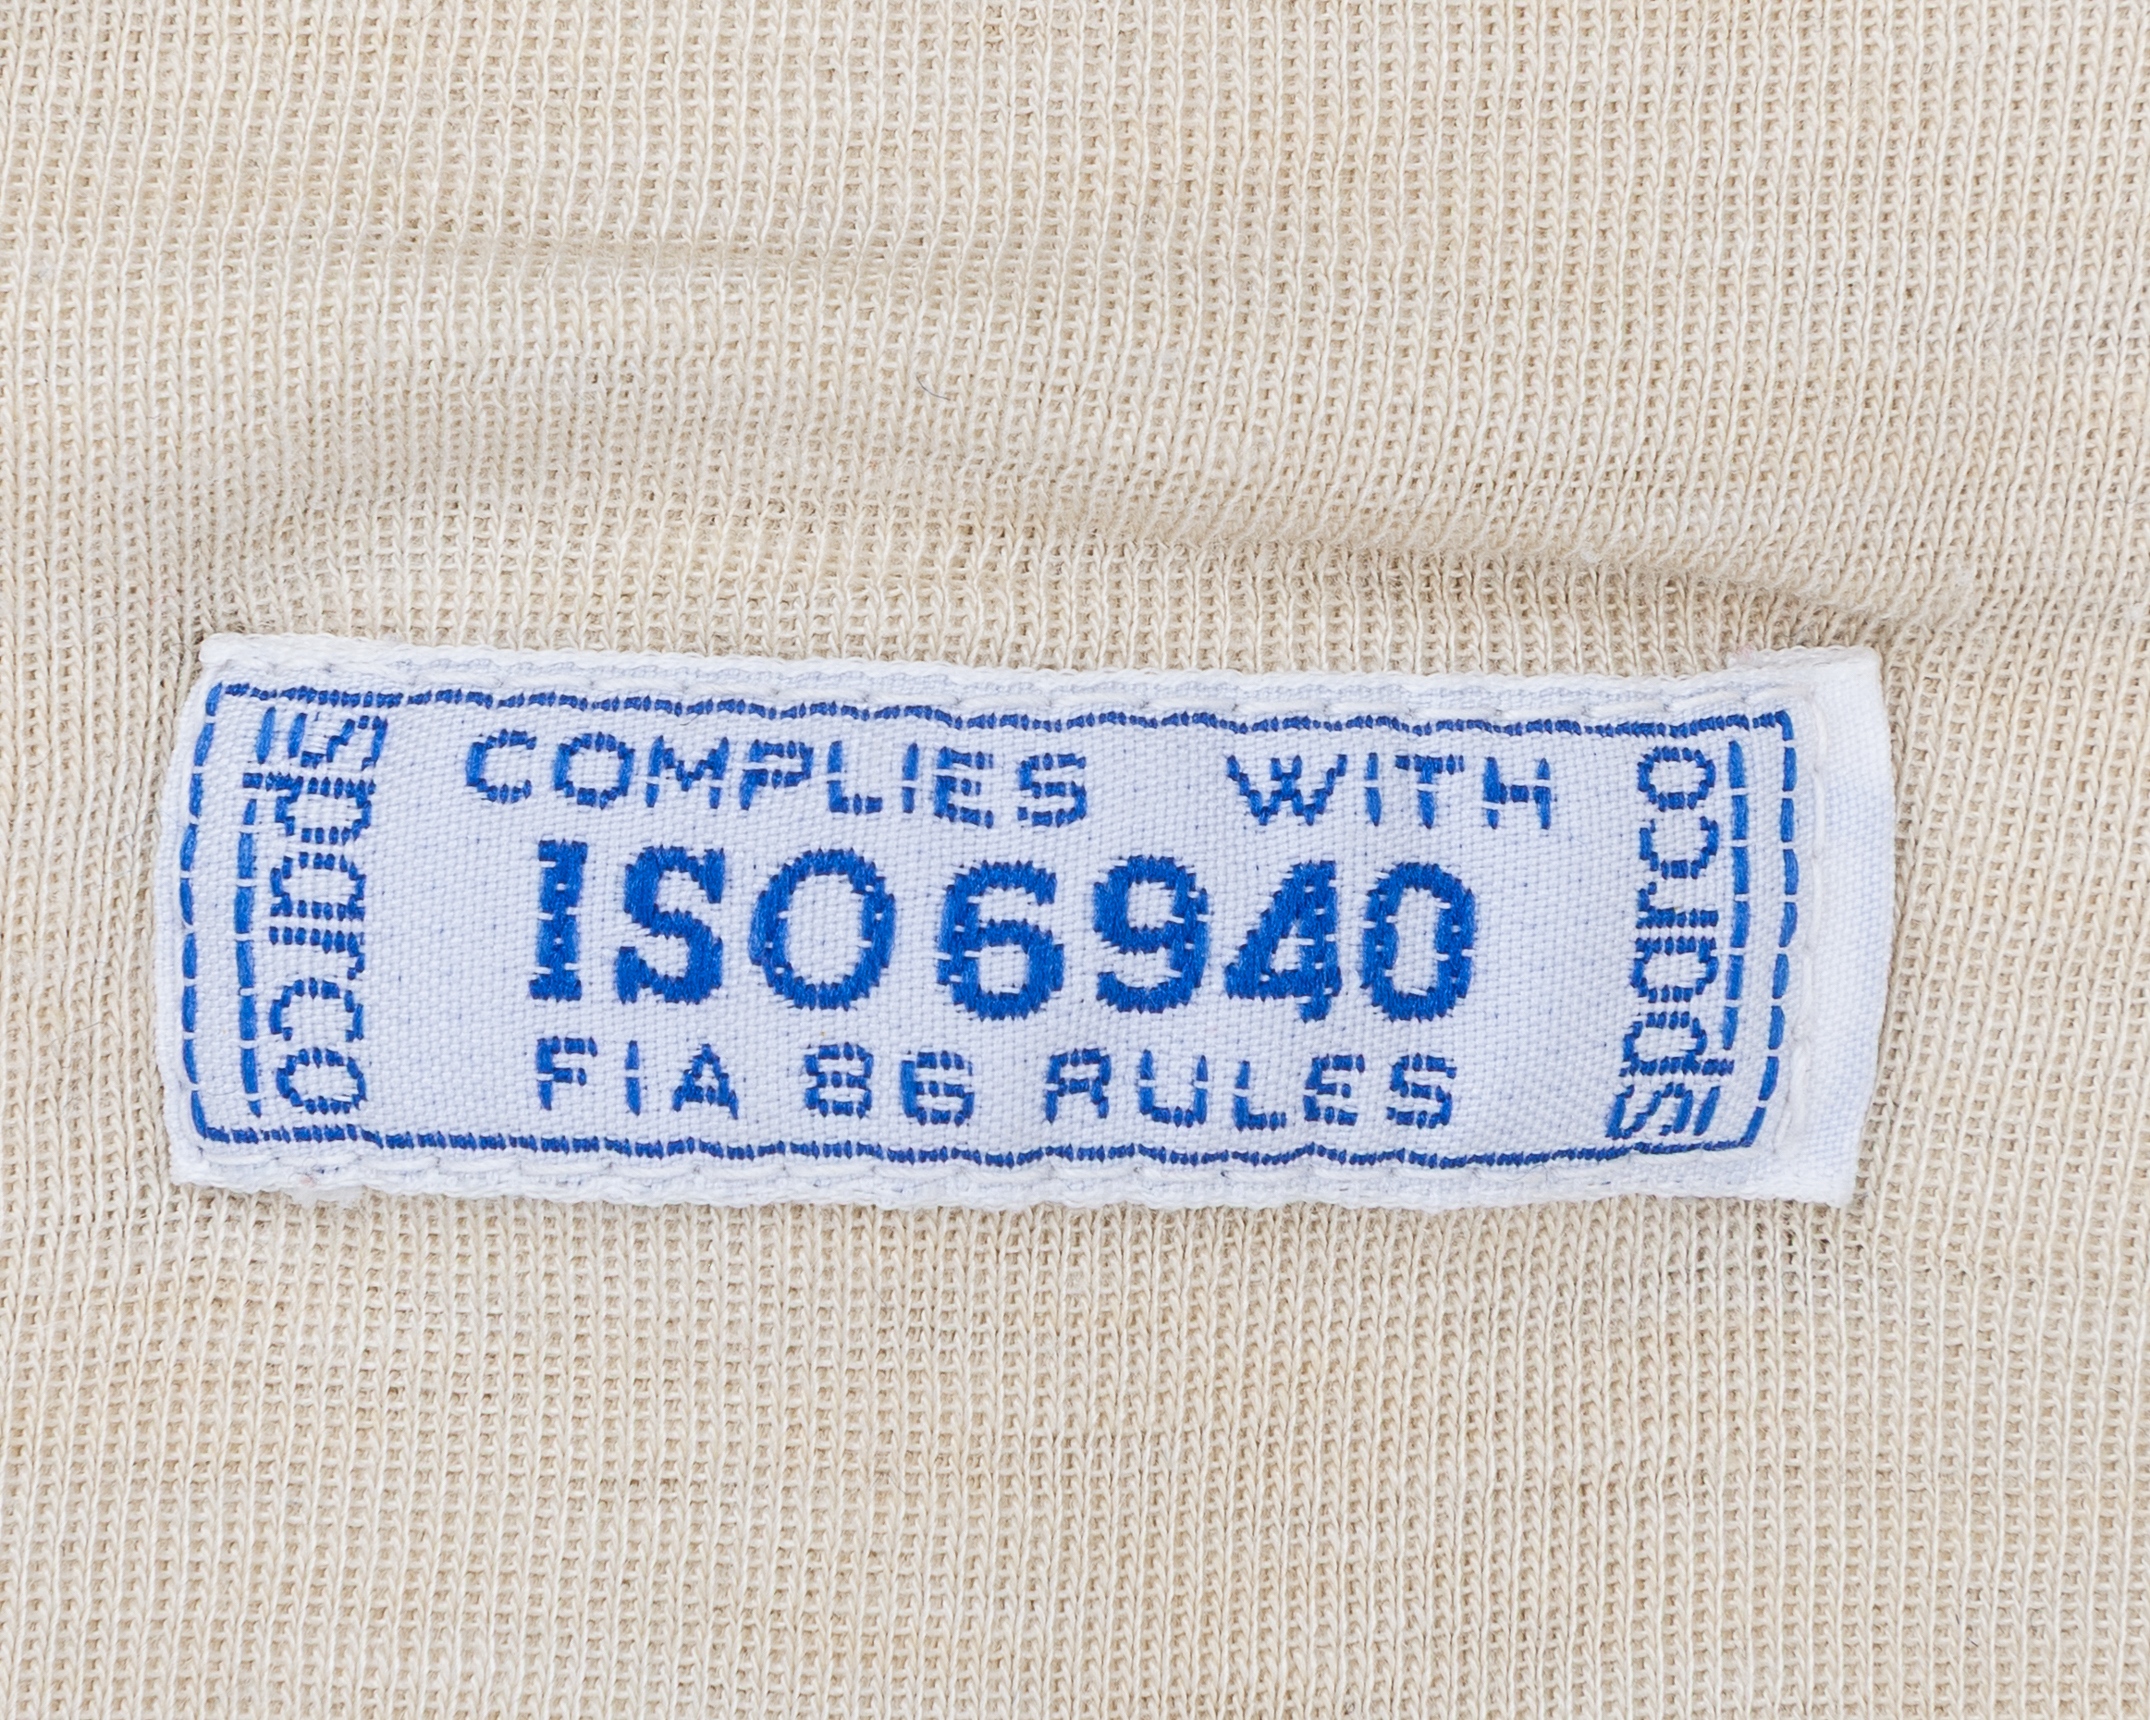 sparco
COMPLIES WITH
ISO6940
FIA 86 RULES
sparco